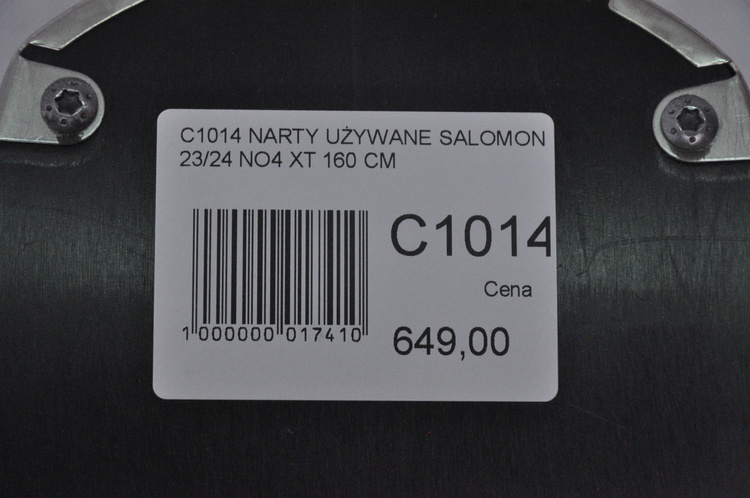 C1014 NARTY UŻYWANE SALOMON
23/24 NO4 XT 160 CM
C1014
Cena
649,00
1 000000 017410